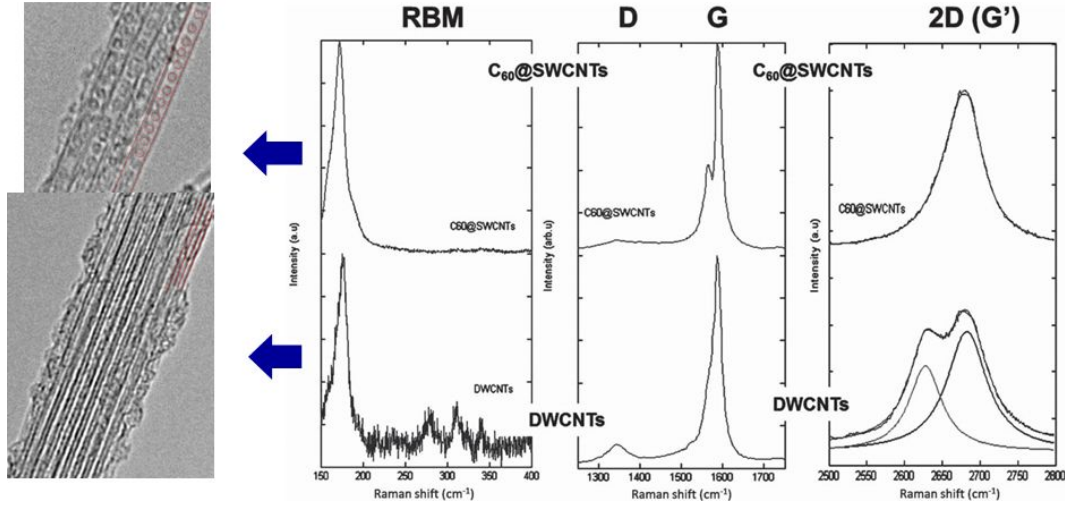 RBM
D
G
2D (G’)
C₆₀@SWCNTs
C₆₀@SWCNTs
C60@SWCNTs
C60@SWCNTs
C60@SWCNTs
Intensity (a.u)
Intensity (arb.u)
Intensity (a.u)
DWCNTs
DWCNTs
DWCNTs
150 200 250 300 350 400
1300 1400 1500 1600 1700
2500 2550 2600 2650 2700 2750 2800
Raman shift (cm⁻¹)
Raman shift (cm⁻¹)
Raman shift (cm⁻¹)